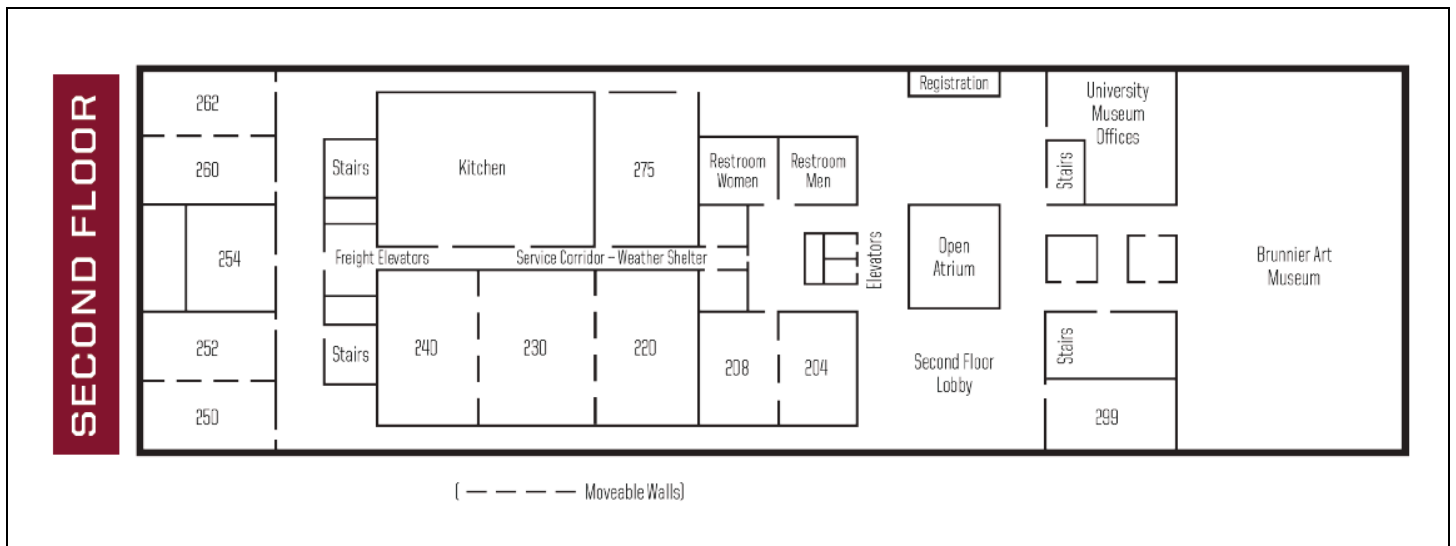 SECOND FLOOR
262
260
254
252
250
Stairs
Freight Elevators
Stairs
Kitchen
275
Service Corridor – Weather Shelter
240
230
220
Restroom
Women
Restroom
Men
208
204
Elevators
Registration
Open
Atrium
Second Floor
Lobby
University
Museum
Offices
Stairs
Stairs
299
Brunnier Art
Museum
( — — — — — Moveable Walls)